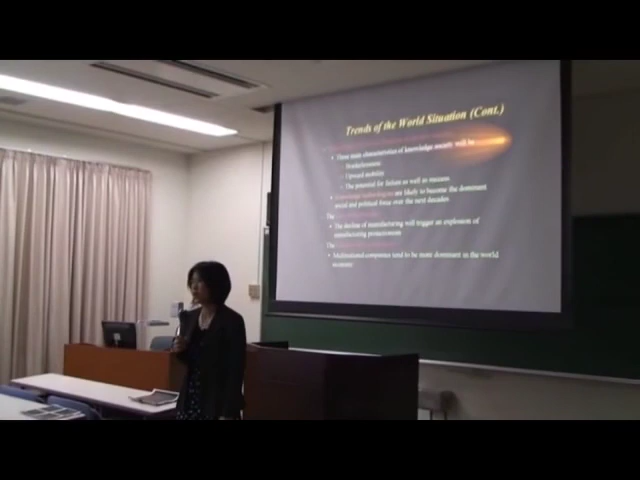 Trends of the World Situation (Cont.)
• Three main characteristics of knowledge society will be
– Borderlessness
– Upward mobility
– The potential for failure as well as success
• are likely to become the dominant
social and political force over the next decades
The
• The decline of manufacturing will trigger an explosion of
manufacturing protectionism
The
• Multinational companies tend to be more dominant in the world
economy